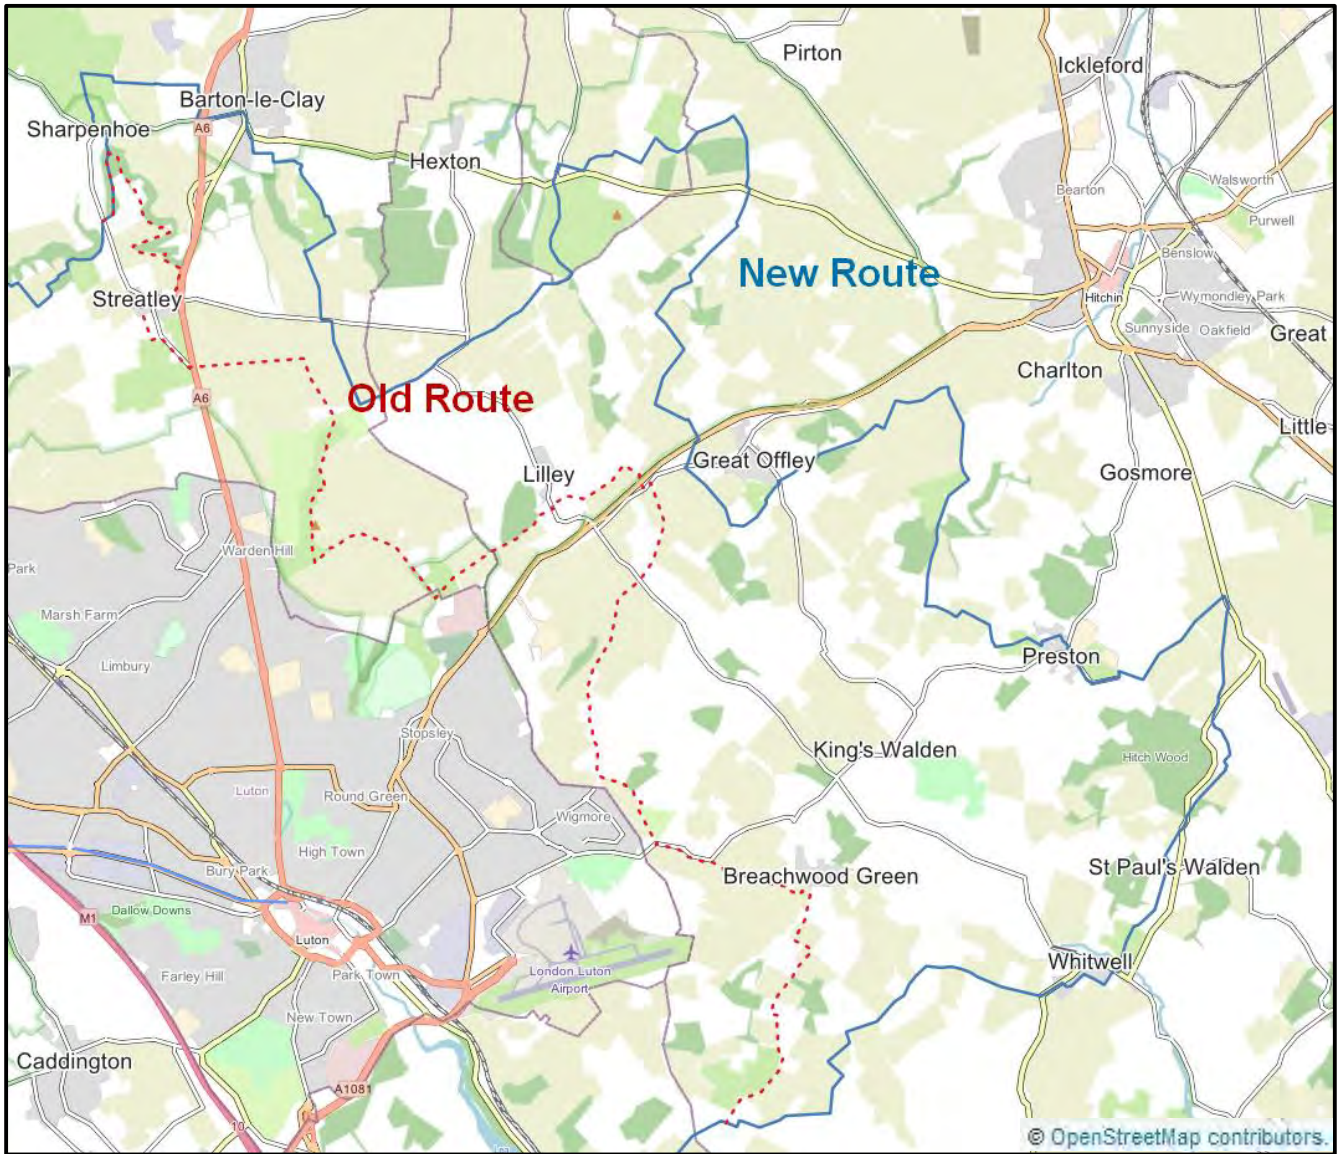 Pirton
Ickleford
Barton-le-Clay
Sharpenhoe
A6
Hexton
Bearton
Walsworth
Purwell
Benslow
New Route
Streatley
Hitchin
Wymondley Park
Sunnyside
Oakfield
Great
Charlton
A6
Old Route
Little
Great Offley
Lilley
Gosmore
Warden Hill
Park
Marsh Farm
Limbury
Preston
Stopsley
King's Walden
Hitch Wood
Luton
Round Green
Wigmore
High Town
Bury Park
Breachwood Green
St Paul's Walden
M1
Dallow Downs
Luton
Whitwell
Farley Hill
Park Town
London Luton
Airport
New Town
Caddington
A1081
10
© OpenStreetMap contributors.